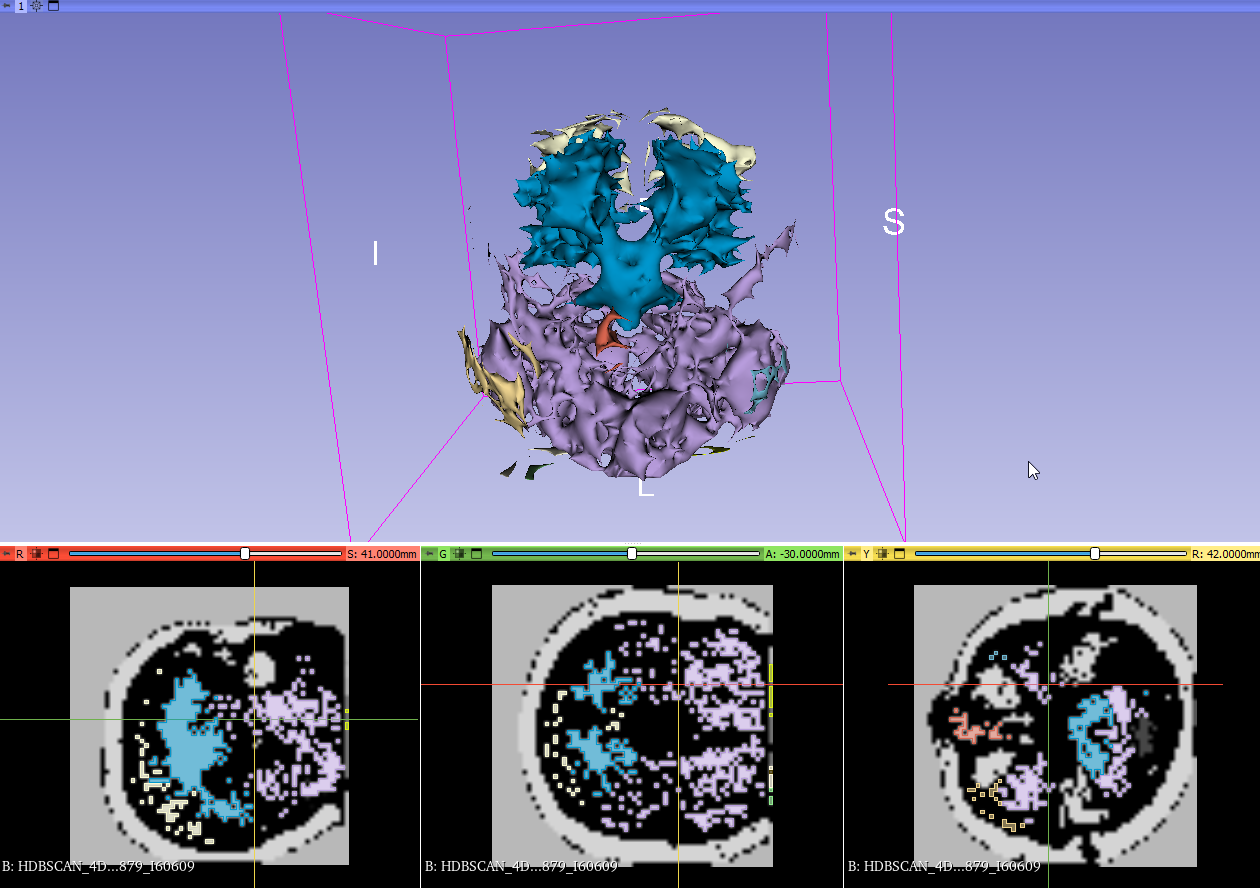 1
I
S
L
R S: 41.0000mm
G A: -30.0000mm
Y R: 42.0000mm
B: HDBSCAN_4D...879_I60609
B: HDBSCAN_4D...879_I60609
B: HDBSCAN_4D...879_I60609